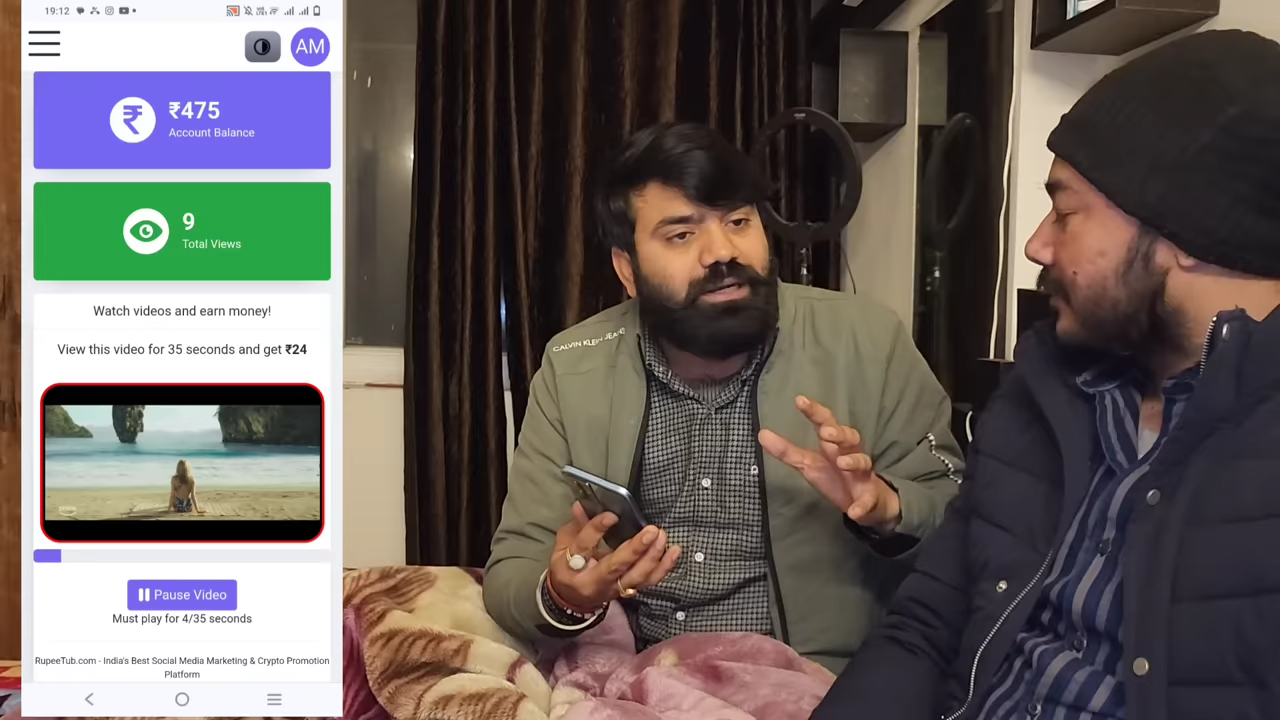 19:12
AM
₹475
Account Balance
9
Total Views
Watch videos and earn money!
View this video for 35 seconds and get ₹24
Pause Video
Must play for 4/35 seconds
RupeeTub.com - India's Best Social Media Marketing & Crypto Promotion
Platform
CALVIN KLEIN JEANS